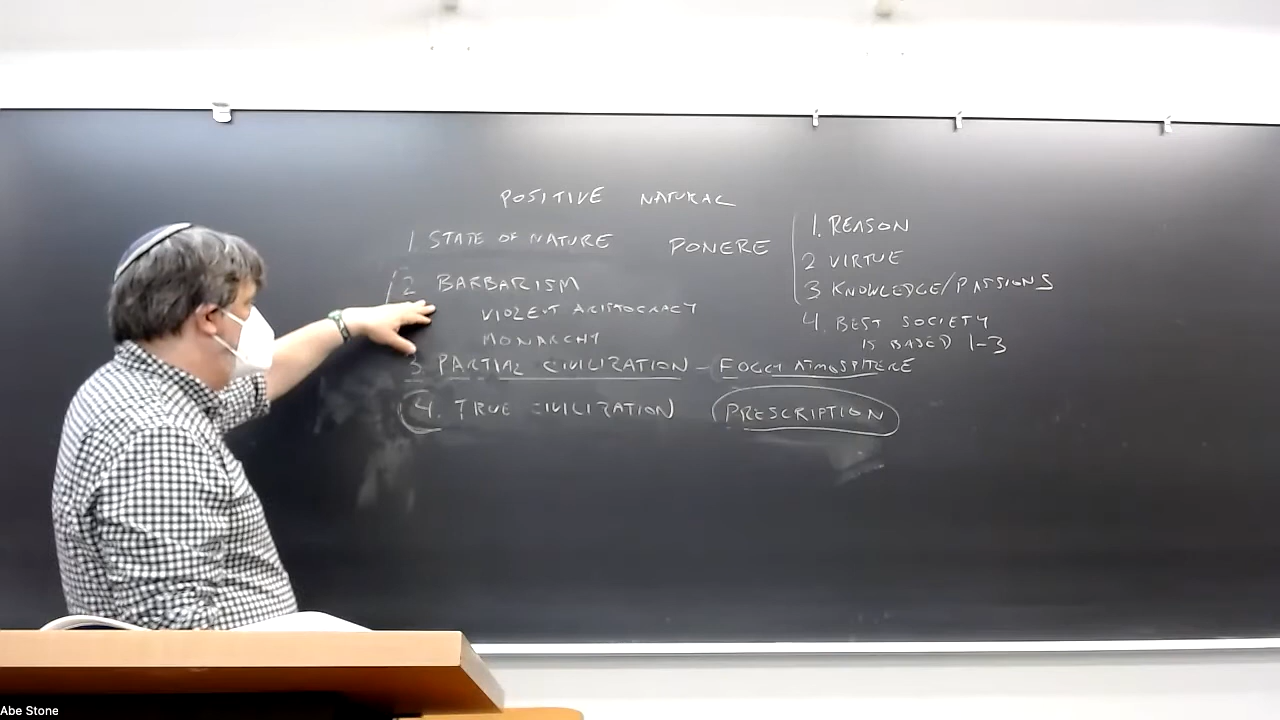 POSITIVE NATURAL
1 STATE OF NATURE
PONERE
2 BARBARISM
VIOLENT ARISTOCRACY
MONARCHY
3. PARTIAL CIVILIZATION - FOGGY ATMOSPHERE
4. TRUE CIVILIZATION
PRESCRIPTION
1. REASON
2 VIRTUE
3 KNOWLEDGE/PASSIONS
4. BEST SOCIETY
IS BASED 1-3
Abe Stone